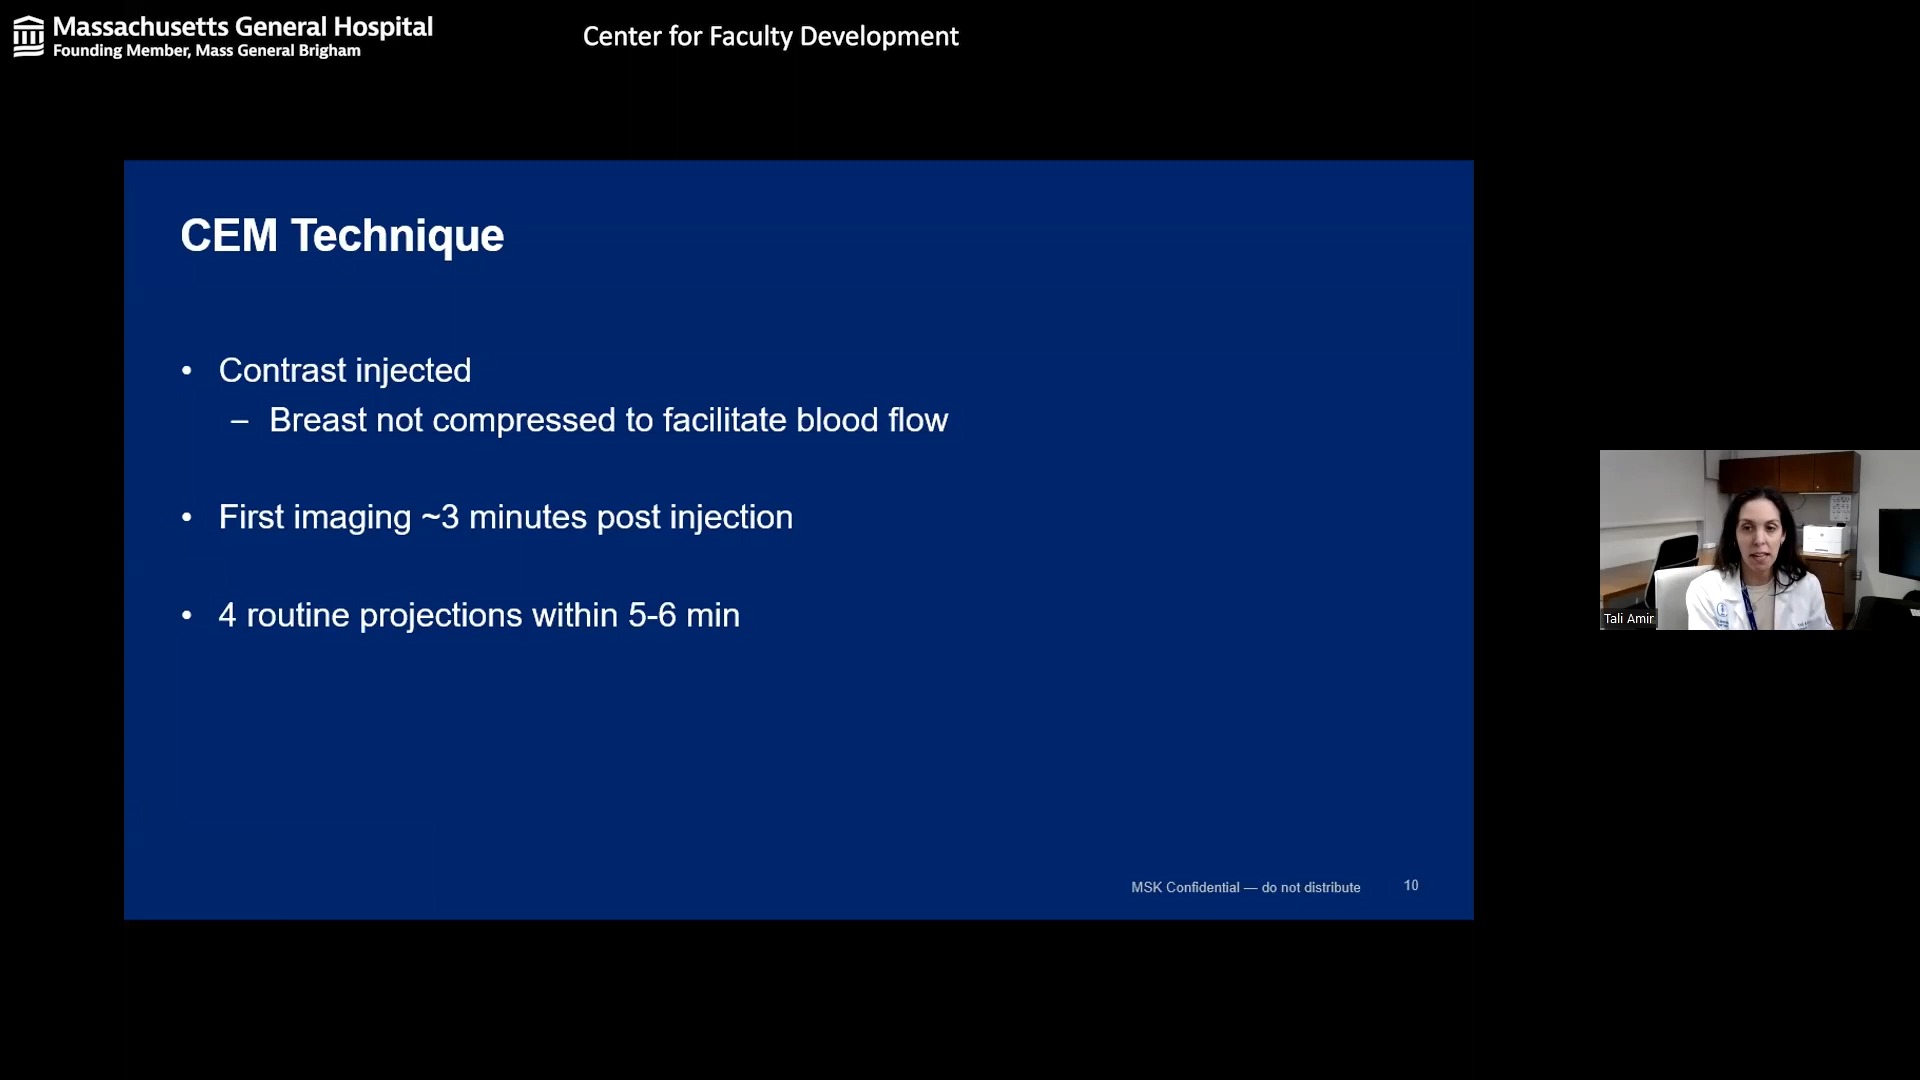 Massachusetts General Hospital
Founding Member, Mass General Brigham
Center for Faculty Development
CEM Technique
• Contrast injected
– Breast not compressed to facilitate blood flow
• First imaging ~3 minutes post injection
• 4 routine projections within 5-6 min
MSK Confidential — do not distribute 10
Tali Amir